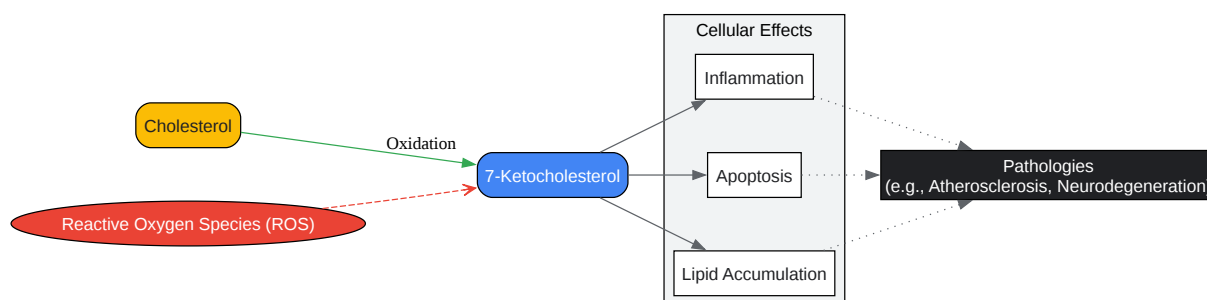 Cellular Effects
Inflammation
Cholesterol
Oxidation
7-Ketocholesterol
Apoptosis
Pathologies
(e.g., Atherosclerosis, Neurodegeneration)
Reactive Oxygen Species (ROS)
Lipid Accumulation